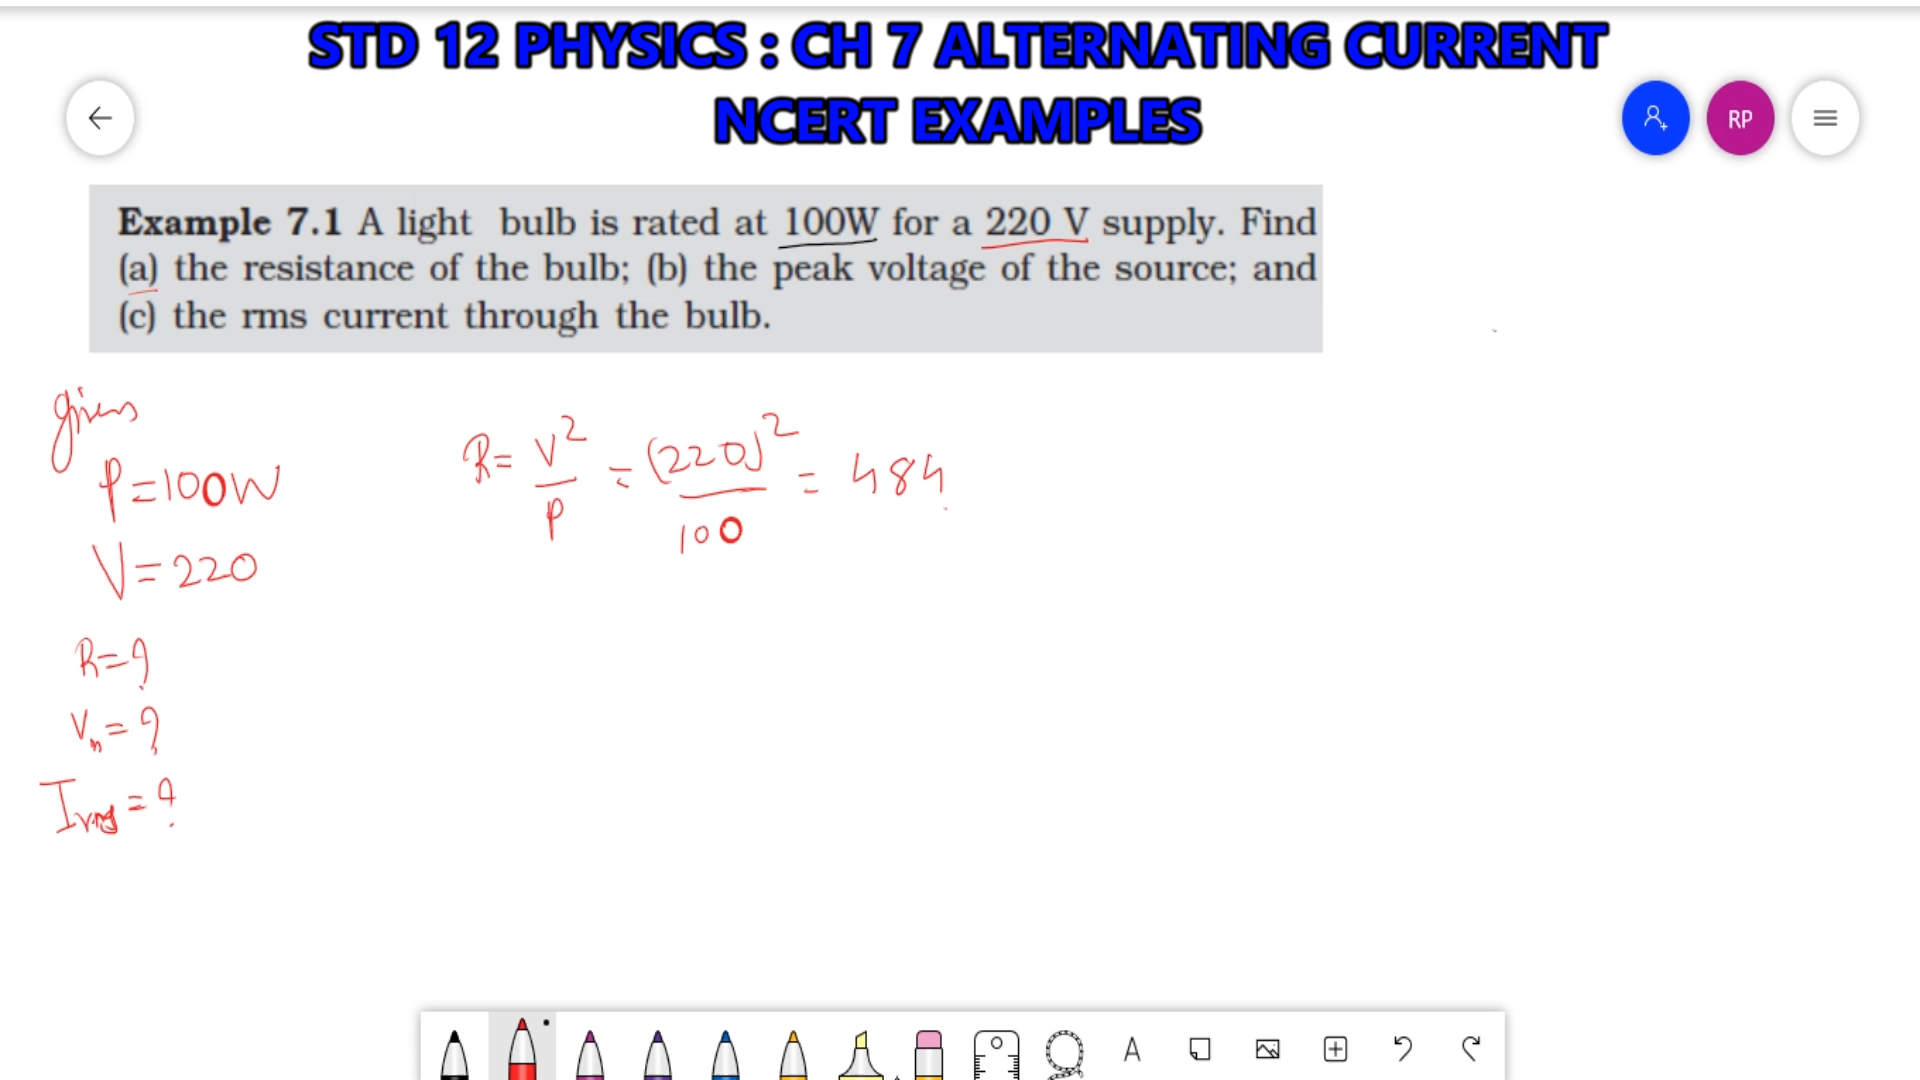 STD 12 PHYSICS : CH 7 ALTERNATING CURRENT
NCERT EXAMPLES
RP
Example 7.1 A light bulb is rated at 100W for a 220 V supply. Find
(a) the resistance of the bulb; (b) the peak voltage of the source; and
(c) the rms current through the bulb.
given
P=100W
V=220
R=?
Vm=?
Irms=?
R= V²/P = (220)²/100 = 484
A